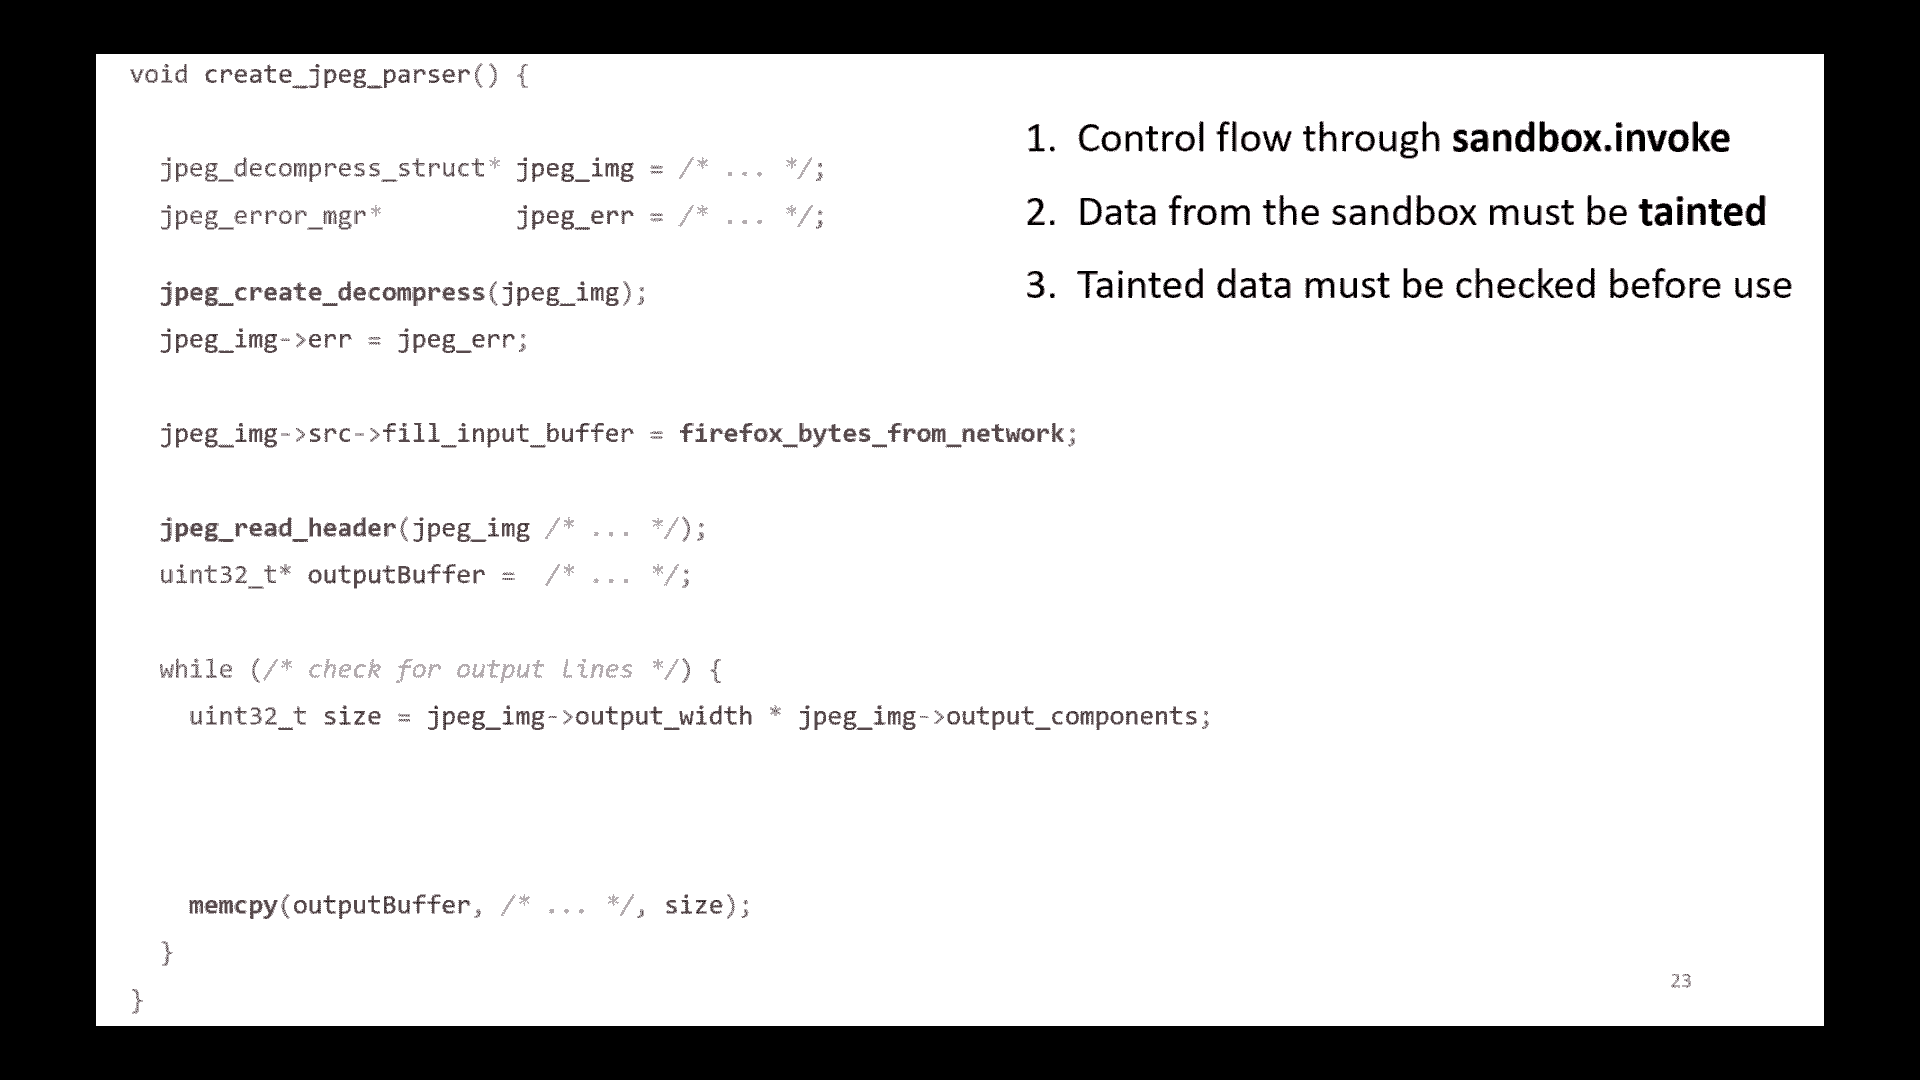 void create_jpeg_parser() {
1. Control flow through sandbox.invoke
2. Data from the sandbox must be tainted
3. Tainted data must be checked before use
jpeg_decompress_struct* jpeg_img = /* ... */;
jpeg_error_mgr*         jpeg_err = /* ... */;
jpeg_create_decompress(jpeg_img);
jpeg_img->err = jpeg_err;
jpeg_img->src->fill_input_buffer = firefox_bytes_from_network;
jpeg_read_header(jpeg_img /* ... */);
uint32_t* outputBuffer =  /* ... */;
while (/* check for output lines */) {
uint32_t size = jpeg_img->output_width * jpeg_img->output_components;
memcpy(outputBuffer, /* ... */, size);
}
}
23